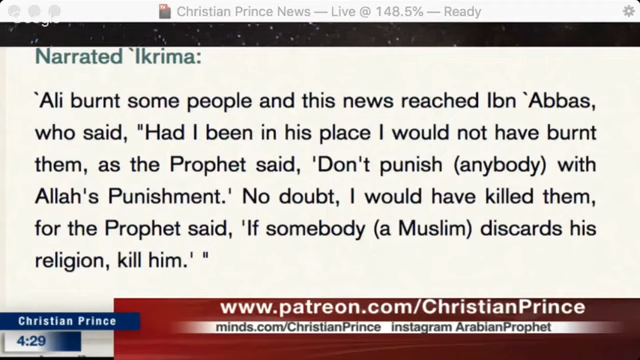 Christian Prince News — Live @ 148.5% — Ready
Narrated `Ikrima:
`Ali burnt some people and this news reached Ibn `Abbas,
who said, "Had I been in his place I would not have burnt
them, as the Prophet said, 'Don't punish (anybody) with
Allah's Punishment.' No doubt, I would have killed them,
for the Prophet said, 'If somebody (a Muslim) discards his
religion, kill him.' "
www.patreon.com/ChristianPrince
Christian Prince
minds.com/ChristianPrince instagram ArabianProphet
4:29